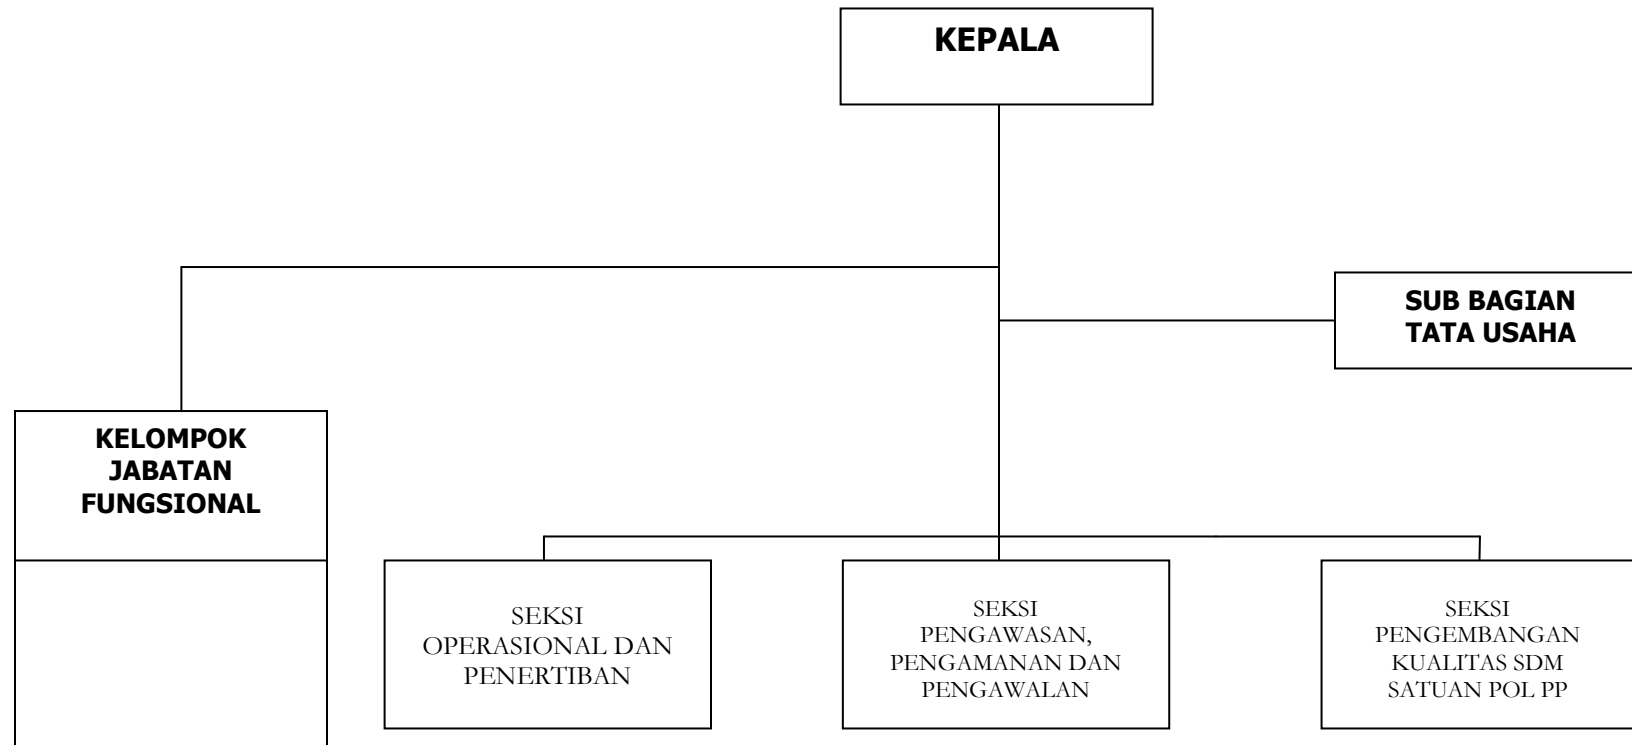 KEPALA
SUB BAGIAN
TATA USAHA
KELOMPOK
JABATAN
FUNGSIONAL
SEKSI
OPERASIONAL DAN
PENERTIBAN
SEKSI
PENGAWASAN,
PENGAMANAN DAN
PENGAWALAN
SEKSI
PENGEMBANGAN
KUALITAS SDM
SATUAN POL PP